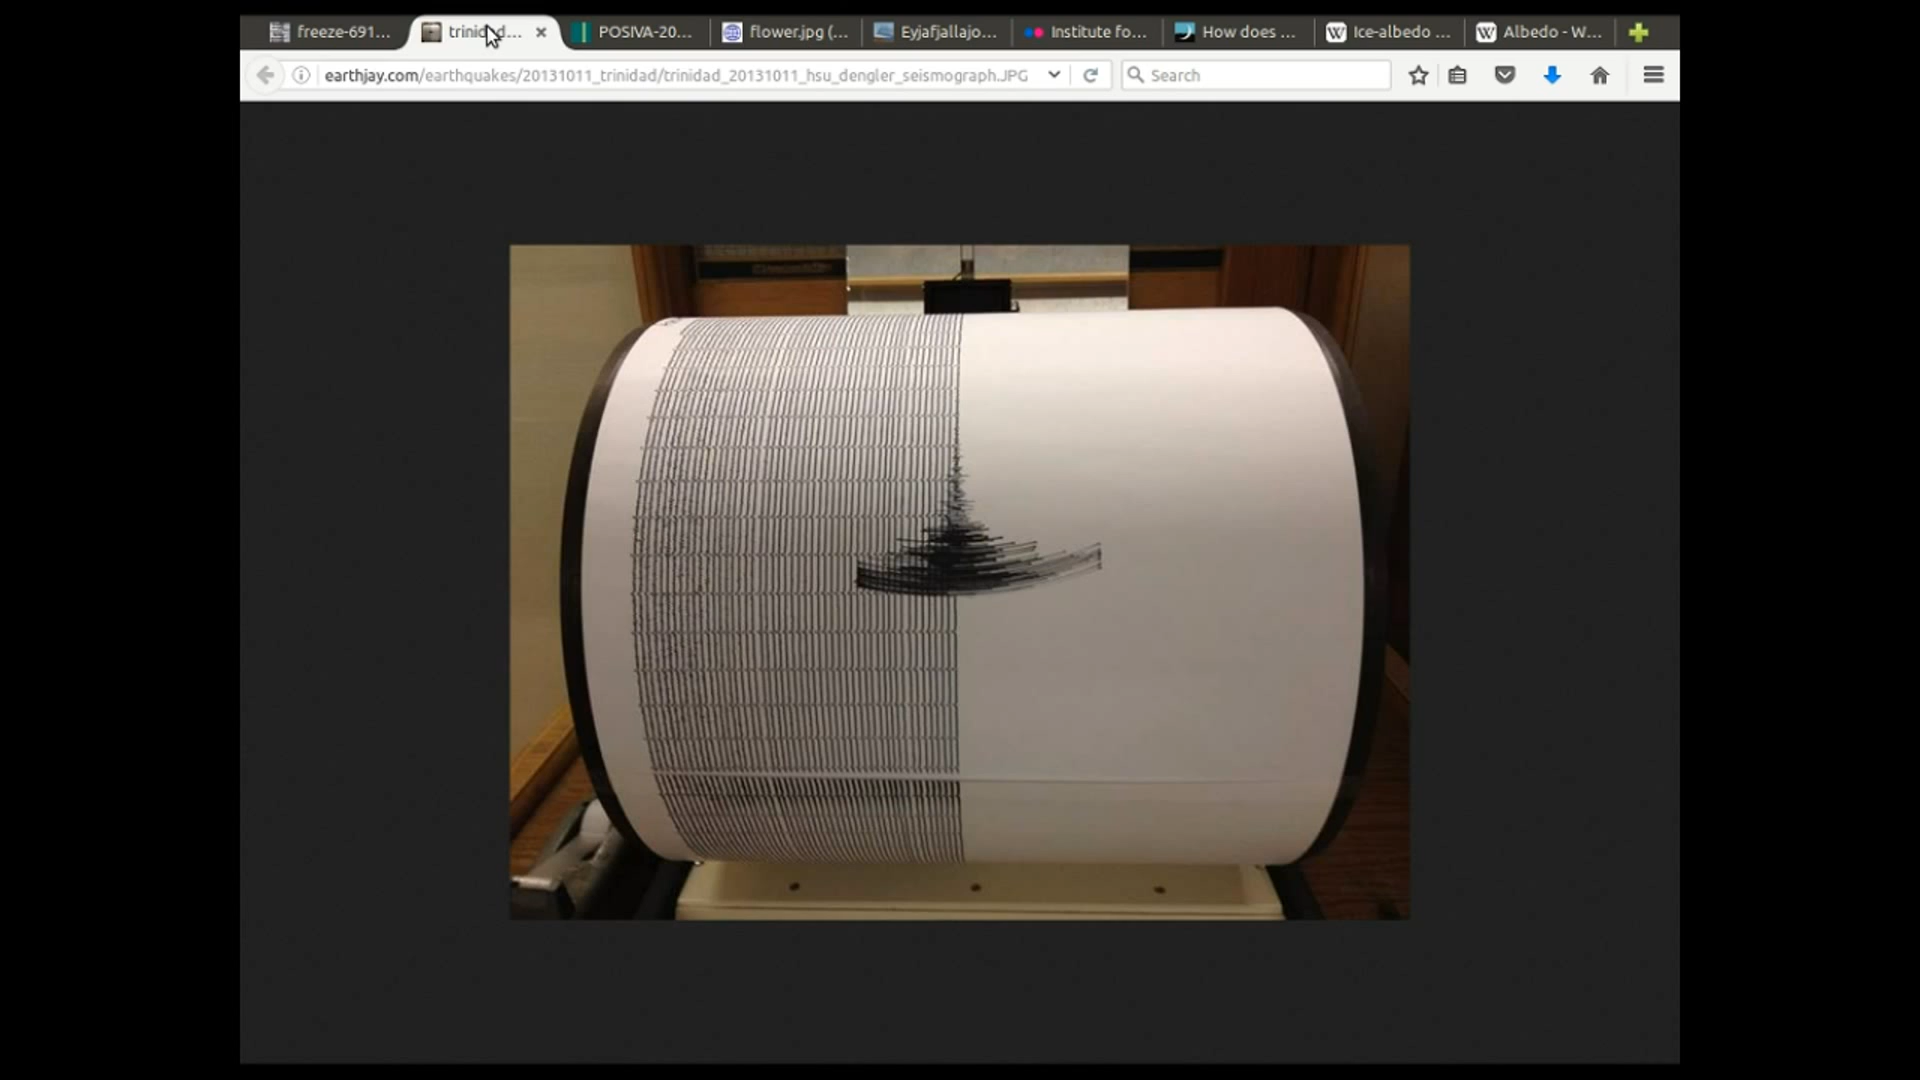 freeze-691...
trinidad...
POSIVA-20...
flower.jpg (...
Eyjafjallajo...
Institute fo...
How does ...
Ice-albedo ...
Albedo - W...
earthjay.com/earthquakes/20131011_trinidad/trinidad_20131011_hsu_dengler_seismograph.JPG
Search